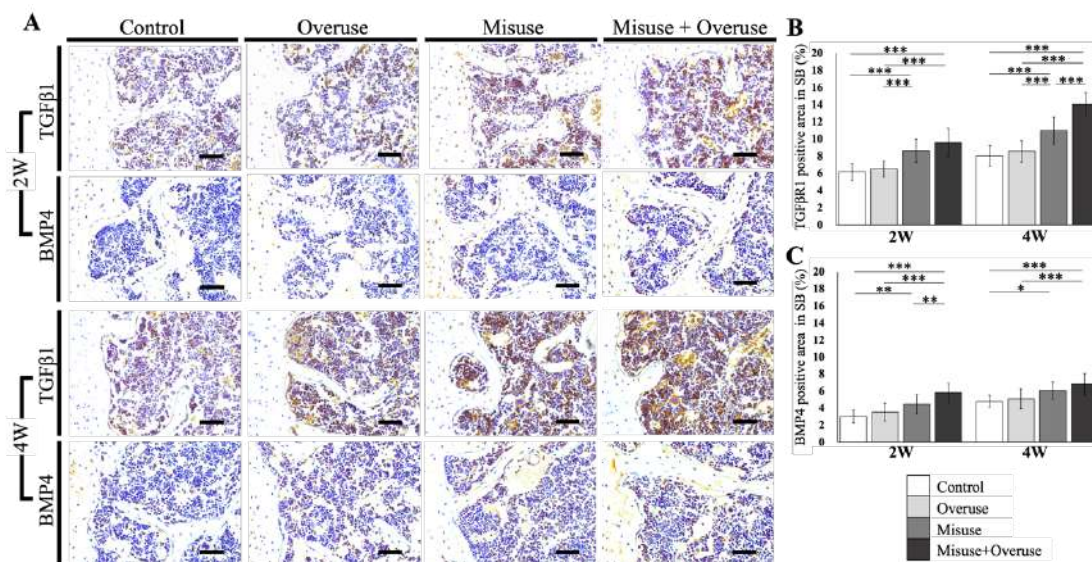 A
Control
Overuse
Misuse
Misuse + Overuse
2W
TGFβ1
BMP4
4W
TGFβ1
BMP4
B
TGFβR1 positive area in SB (%)
20
18
16
14
12
10
8
6
4
2
0
***
***
***
***
***
***
***
*** ***
2W
4W
C
BMP4 positive area in SB (%)
20
18
16
14
12
10
8
6
4
2
0
***
***
**
**
***
***
*
2W
4W
Control
Overuse
Misuse
Misuse+Overuse